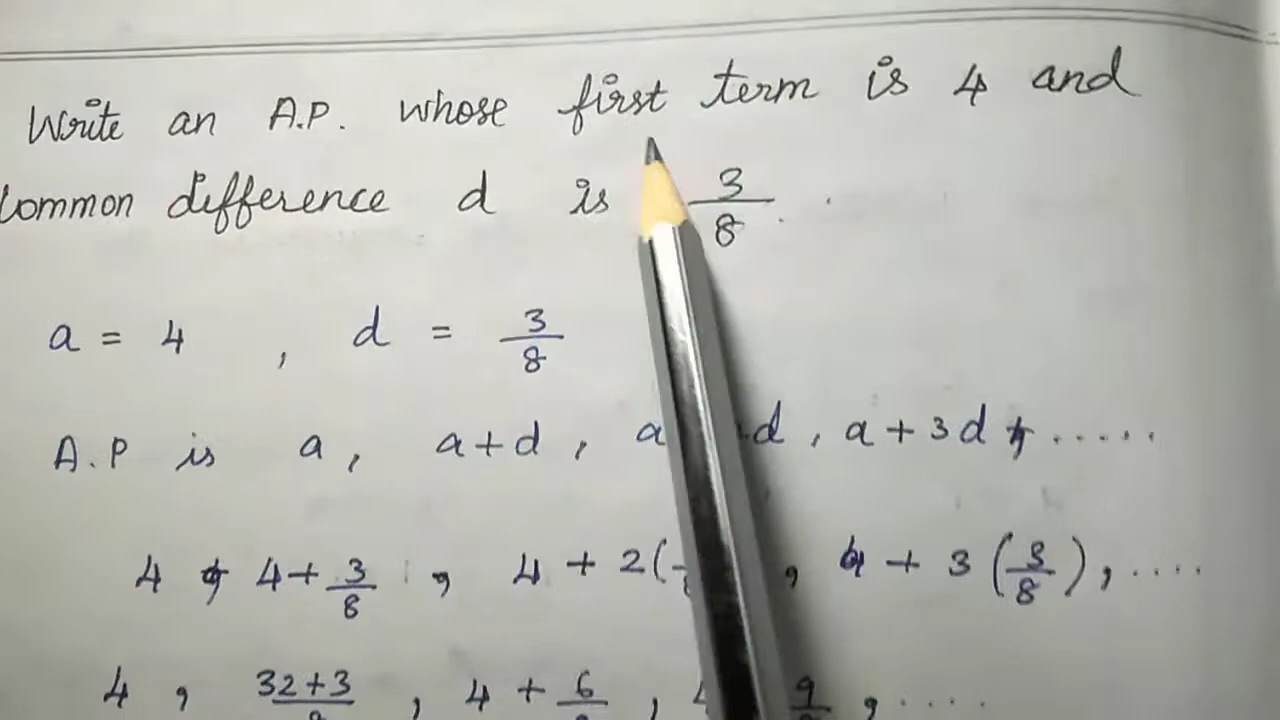 Write an A.P. whose first term is 4 and
common difference d is 3/8.
a = 4 , d = 3/8
A.P is a, a+d, a d, a+3d, .....
4, 4+3/8, 4+2( , 4+3(3/8), ....
4, 32+3 , 4+6 , 9 , ....